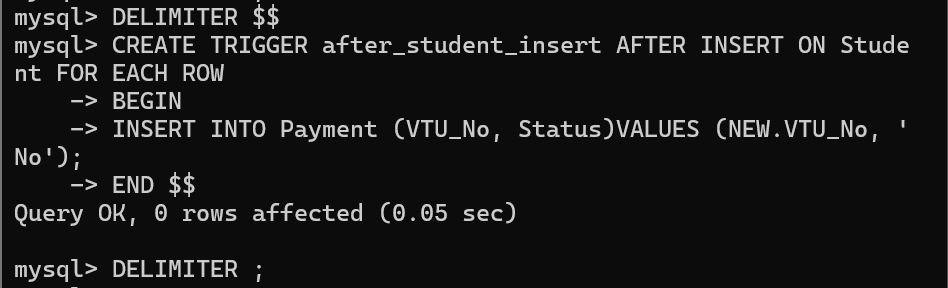 mysql> DELIMITER $$
mysql> CREATE TRIGGER after_student_insert AFTER INSERT ON Stude
nt FOR EACH ROW
    -> BEGIN
    -> INSERT INTO Payment (VTU_No, Status)VALUES (NEW.VTU_No, '
No');
    -> END $$
Query OK, 0 rows affected (0.05 sec)

mysql> DELIMITER ;